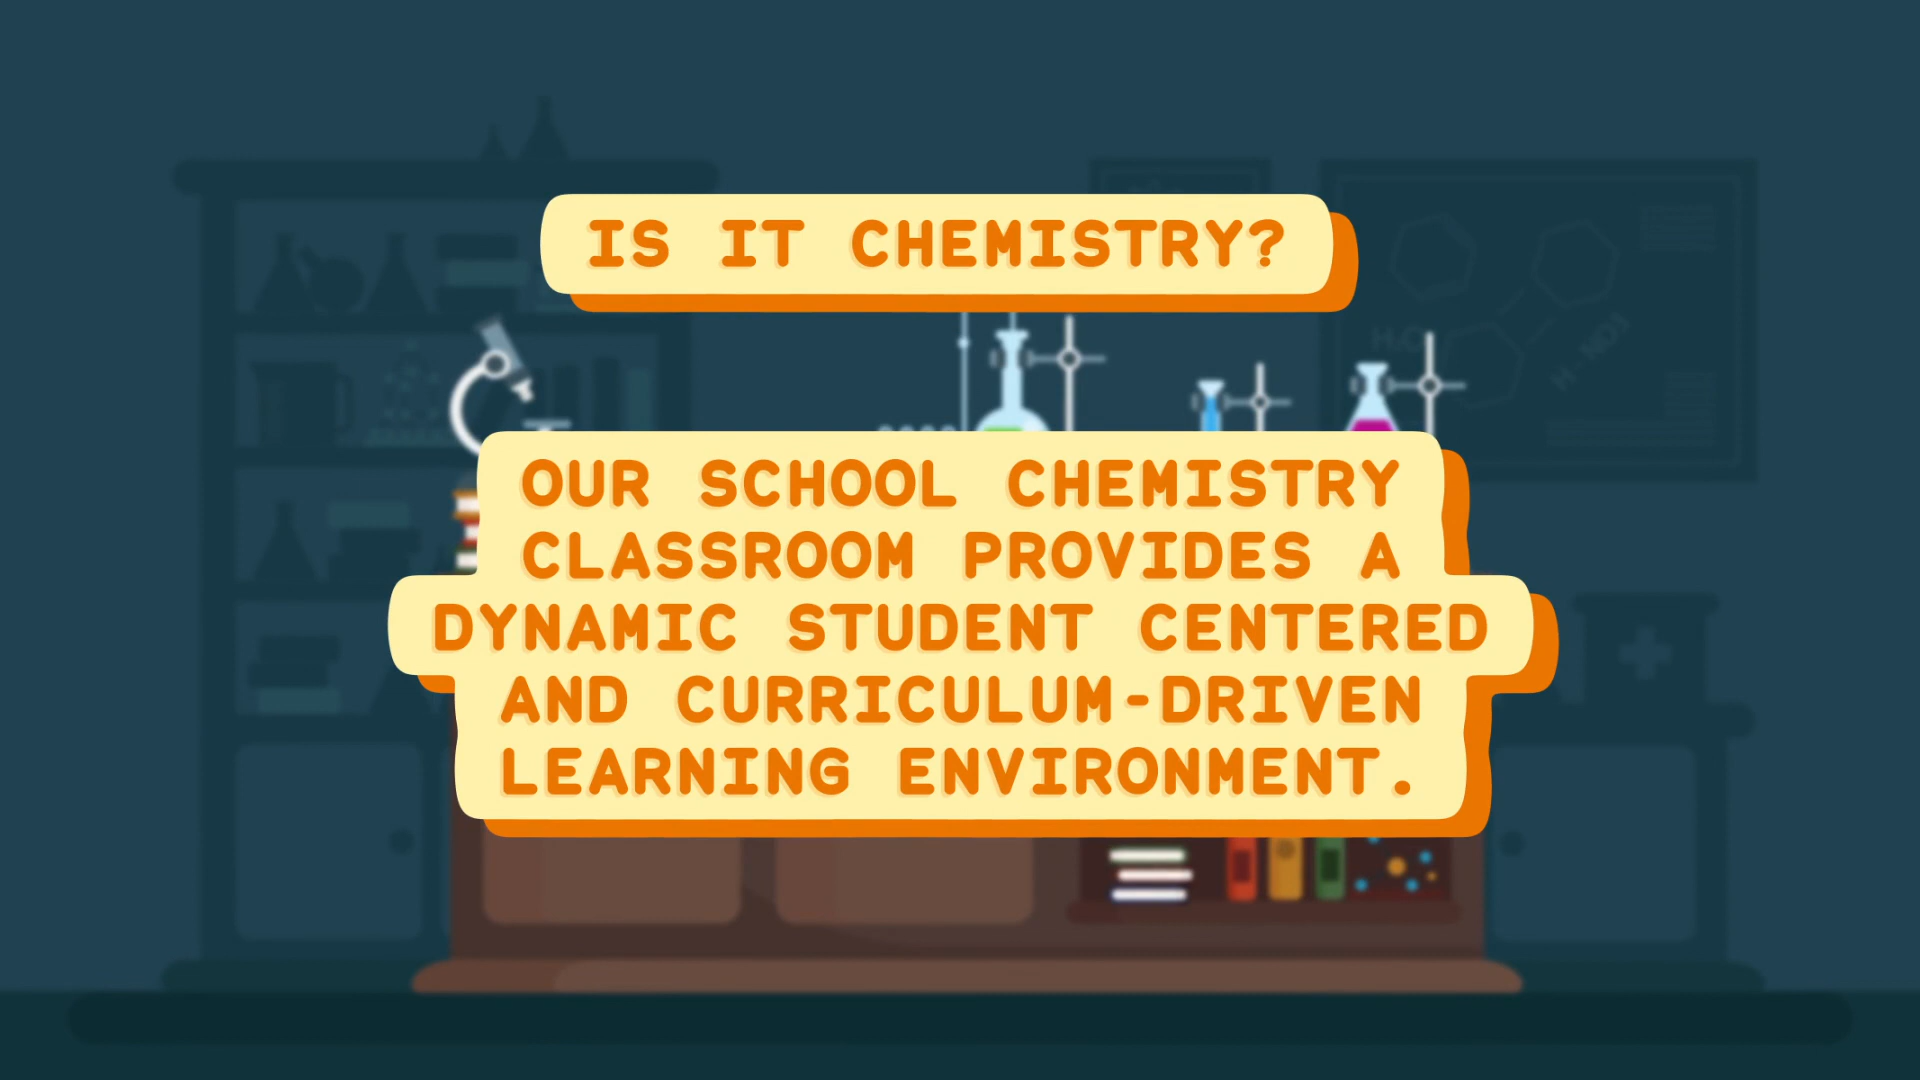 IS IT CHEMISTRY?
OUR SCHOOL CHEMISTRY
CLASSROOM PROVIDES A
DYNAMIC STUDENT CENTERED
AND CURRICULUM-DRIVEN
LEARNING ENVIRONMENT.